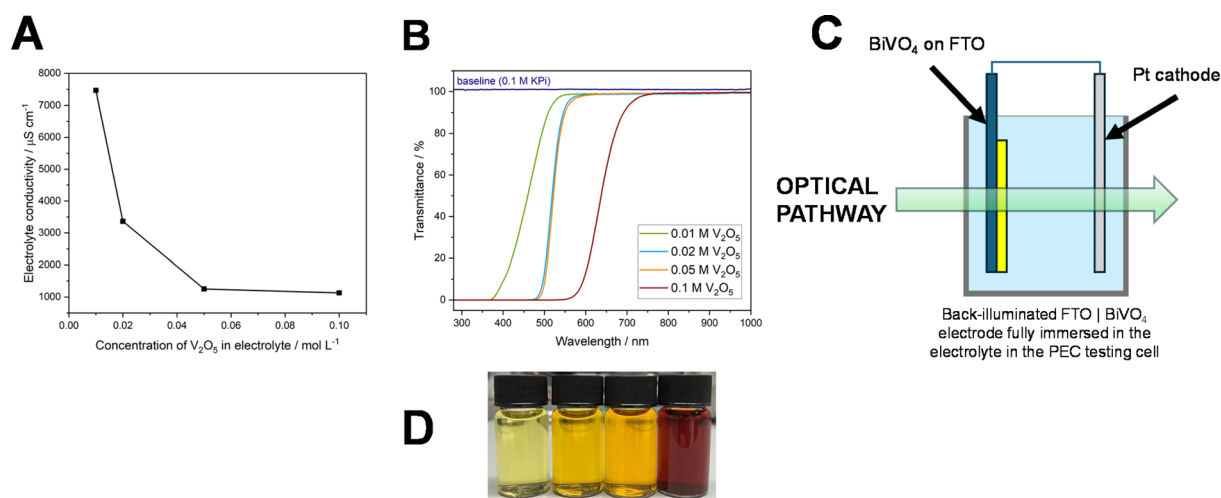 A
8000
7000
6000
5000
4000
3000
2000
1000
0.00 0.02 0.04 0.06 0.08 0.10
Electrolyte conductivity / µS cm⁻¹
Concentration of V₂O₅ in electrolyte / mol L⁻¹
B
baseline (0.1 M KPi)
100
80
60
40
20
0
300 400 500 600 700 800 900 1000
Transmittance / %
Wavelength / nm
0.01 M V₂O₅
0.02 M V₂O₅
0.05 M V₂O₅
0.1 M V₂O₅
C
BiVO₄ on FTO
Pt cathode
OPTICAL
PATHWAY
Back-illuminated FTO | BiVO₄
electrode fully immersed in the
electrolyte in the PEC testing cell
D